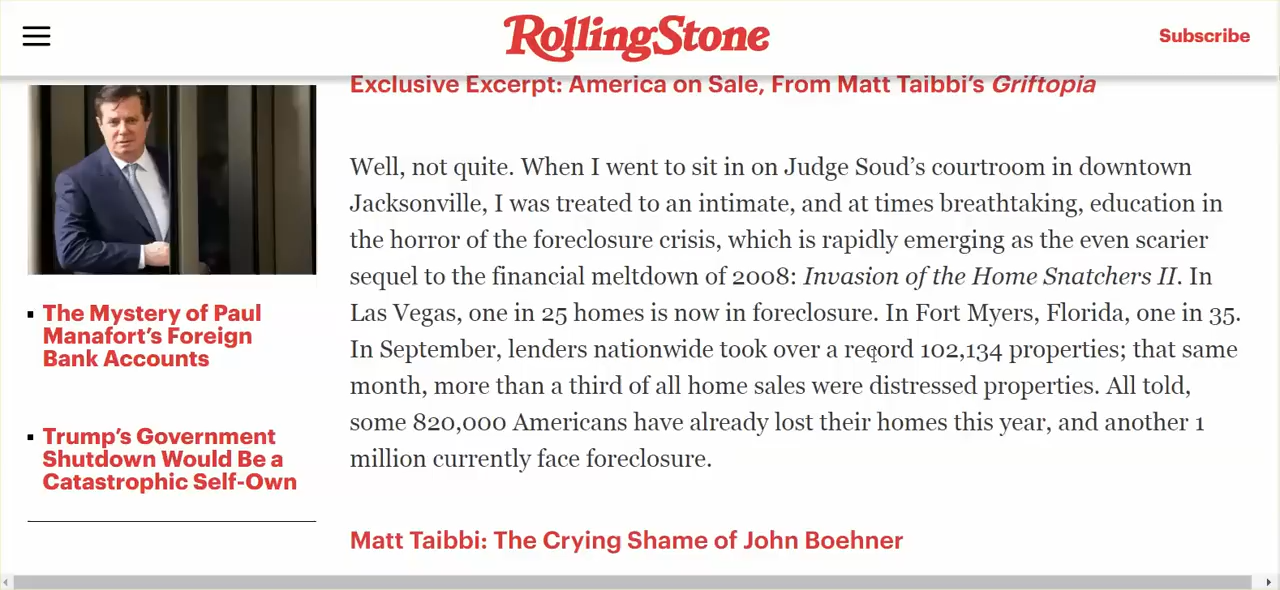 RollingStone
Subscribe
Exclusive Excerpt: America on Sale, From Matt Taibbi’s Griftopia
The Mystery of Paul
Manafort’s Foreign
Bank Accounts
Trump’s Government
Shutdown Would Be a
Catastrophic Self-Own
Well, not quite. When I went to sit in on Judge Soud’s courtroom in downtown
Jacksonville, I was treated to an intimate, and at times breathtaking, education in
the horror of the foreclosure crisis, which is rapidly emerging as the even scarier
sequel to the financial meltdown of 2008: Invasion of the Home Snatchers II. In
Las Vegas, one in 25 homes is now in foreclosure. In Fort Myers, Florida, one in 35.
In September, lenders nationwide took over a record 102,134 properties; that same
month, more than a third of all home sales were distressed properties. All told,
some 820,000 Americans have already lost their homes this year, and another 1
million currently face foreclosure.
Matt Taibbi: The Crying Shame of John Boehner